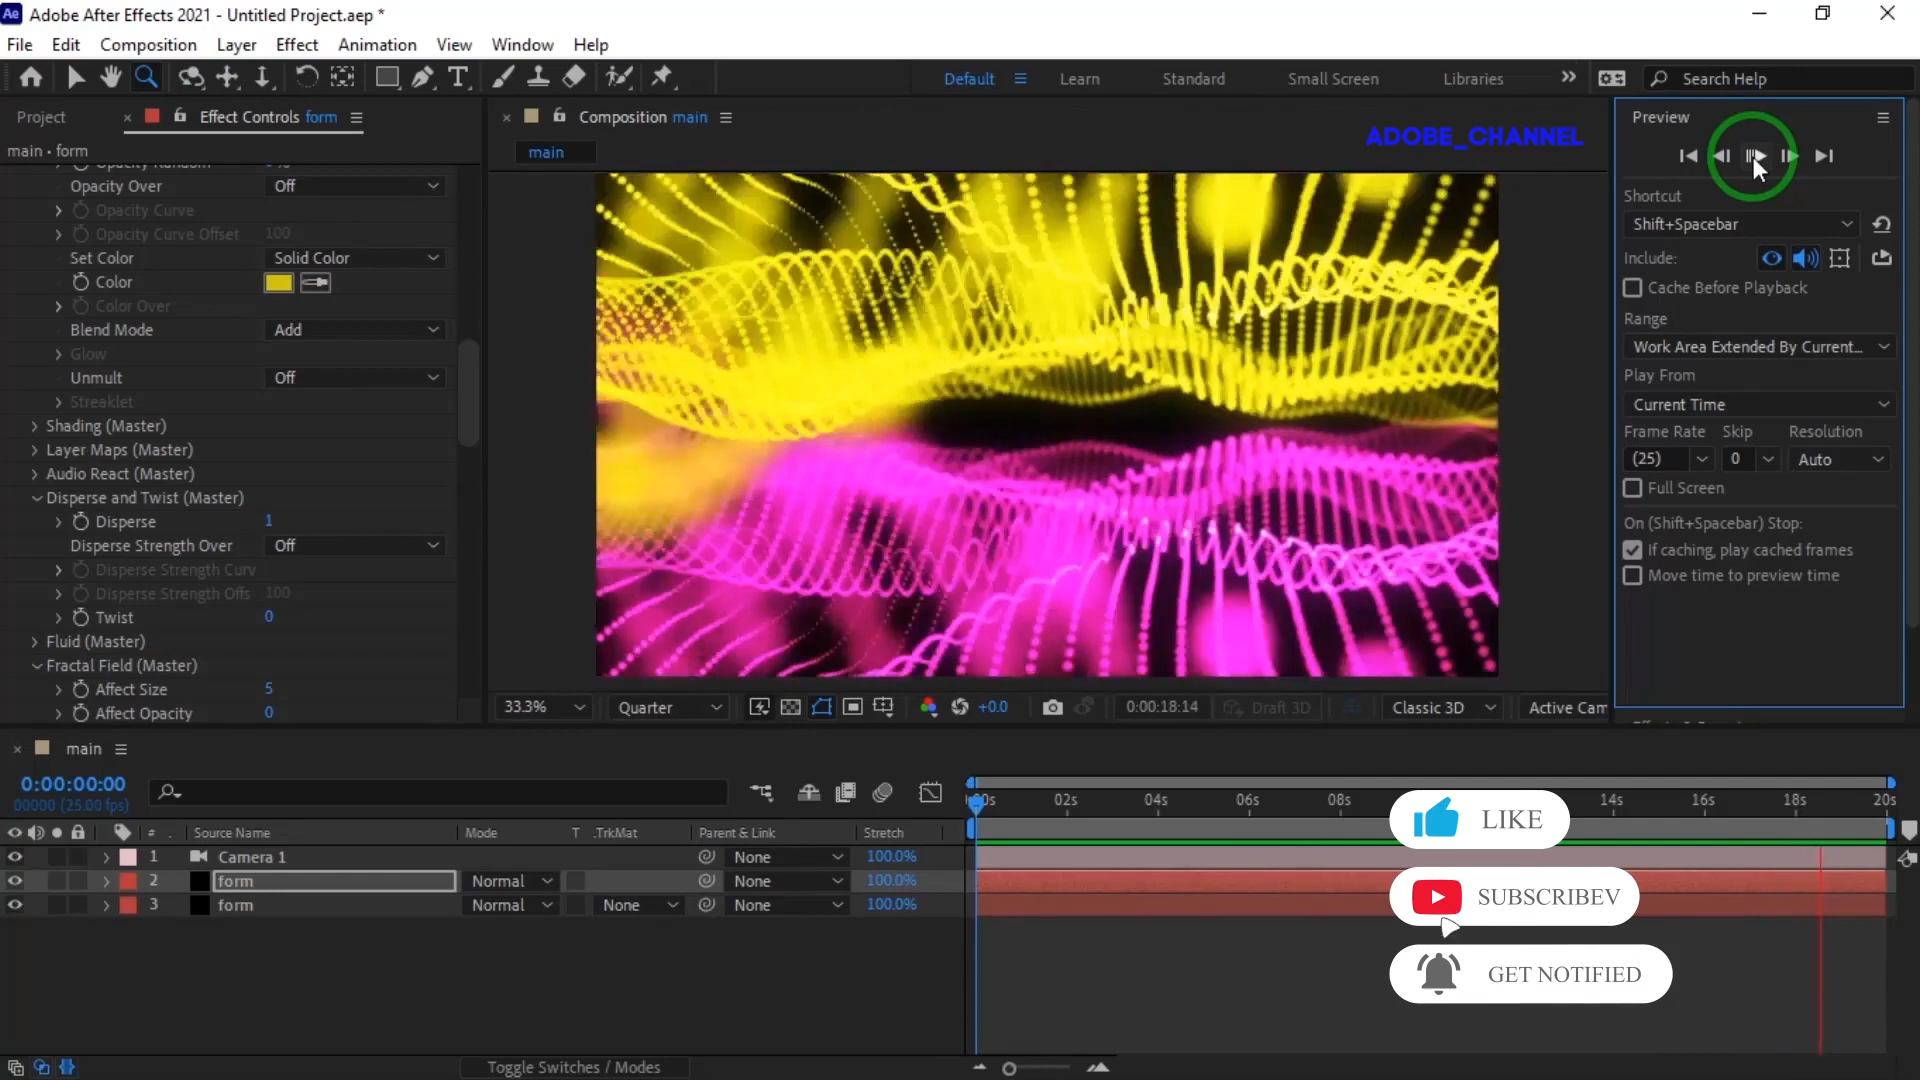 Ae Adobe After Effects 2021 - Untitled Project.aep *
File Edit Composition Layer Effect Animation View Window Help
Default Learn Standard Small Screen Libraries Search Help
Project Effect Controls form
main • form
Opacity Random
Opacity Over Off
Opacity Curve
Opacity Curve Offset 100
Set Color Solid Color
Color
Color Over
Blend Mode Add
Glow
Unmult Off
Streaklet
Shading (Master)
Layer Maps (Master)
Audio React (Master)
Disperse and Twist (Master)
Disperse 1
Disperse Strength Over Off
Disperse Strength Curv
Disperse Strength Offs 100
Twist 0
Fluid (Master)
Fractal Field (Master)
Affect Size 5
Affect Opacity 0
Composition main
ADOBE_CHANNEL
main
33.3% Quarter +0.0 0:00:18:14 Draft 3D Classic 3D Active Cam
Preview
Shortcut
Shift+Spacebar
Include:
Cache Before Playback
Range
Work Area Extended By Current...
Play From
Current Time
Frame Rate Skip Resolution
(25) 0 Auto
Full Screen
On (Shift+Spacebar) Stop:
If caching, play cached frames
Move time to preview time
main
0:00:00:00
00000 (25.00 fps)
# Source Name Mode T .TrkMat Parent & Link Stretch
1 Camera 1 None 100.0%
2 form Normal None 100.0%
3 form Normal None None 100.0%
00s 02s 04s 06s 08s 14s 16s 18s 20s
LIKE
SUBSCRIBEV
GET NOTIFIED
Toggle Switches / Modes